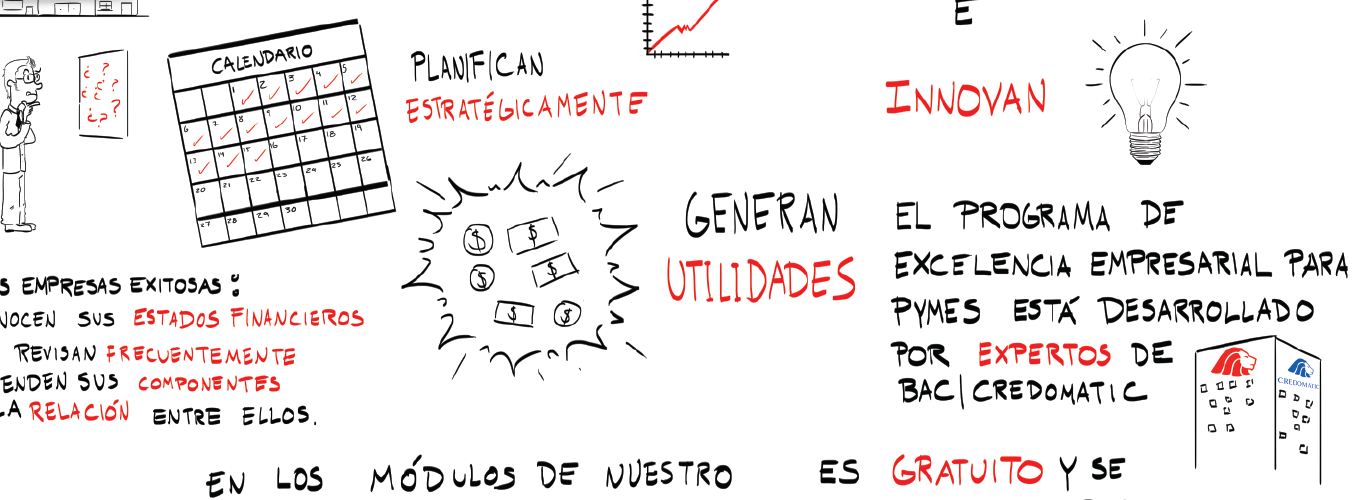 E
CALENDARIO
1 2 3 4 5
6 7 8 9 10 11 12
13 14 15 16 17 18 19
20 21 22 23 24 25 26
27 28 29 30
¿ ?
¿ ¿ ?
¿ ? ?
PLANIFICAN
ESTRATÉGICAMENTE
INNOVAN
$ $
$ $
$ $
GENERAN
UTILIDADES
S EMPRESAS EXITOSAS:
NOCEN SUS ESTADOS FINANCIEROS
REVISAN FRECUENTEMENTE
ENDEN SUS COMPONENTES
LA RELACIÓN ENTRE ELLOS.
EL PROGRAMA DE
EXCELENCIA EMPRESARIAL PARA
PYMES ESTÁ DESARROLLADO
POR EXPERTOS DE
BAC|CREDOMATIC
CREDOMATIC
EN LOS MÓDULOS DE NUESTRO
ES GRATUITO Y SE